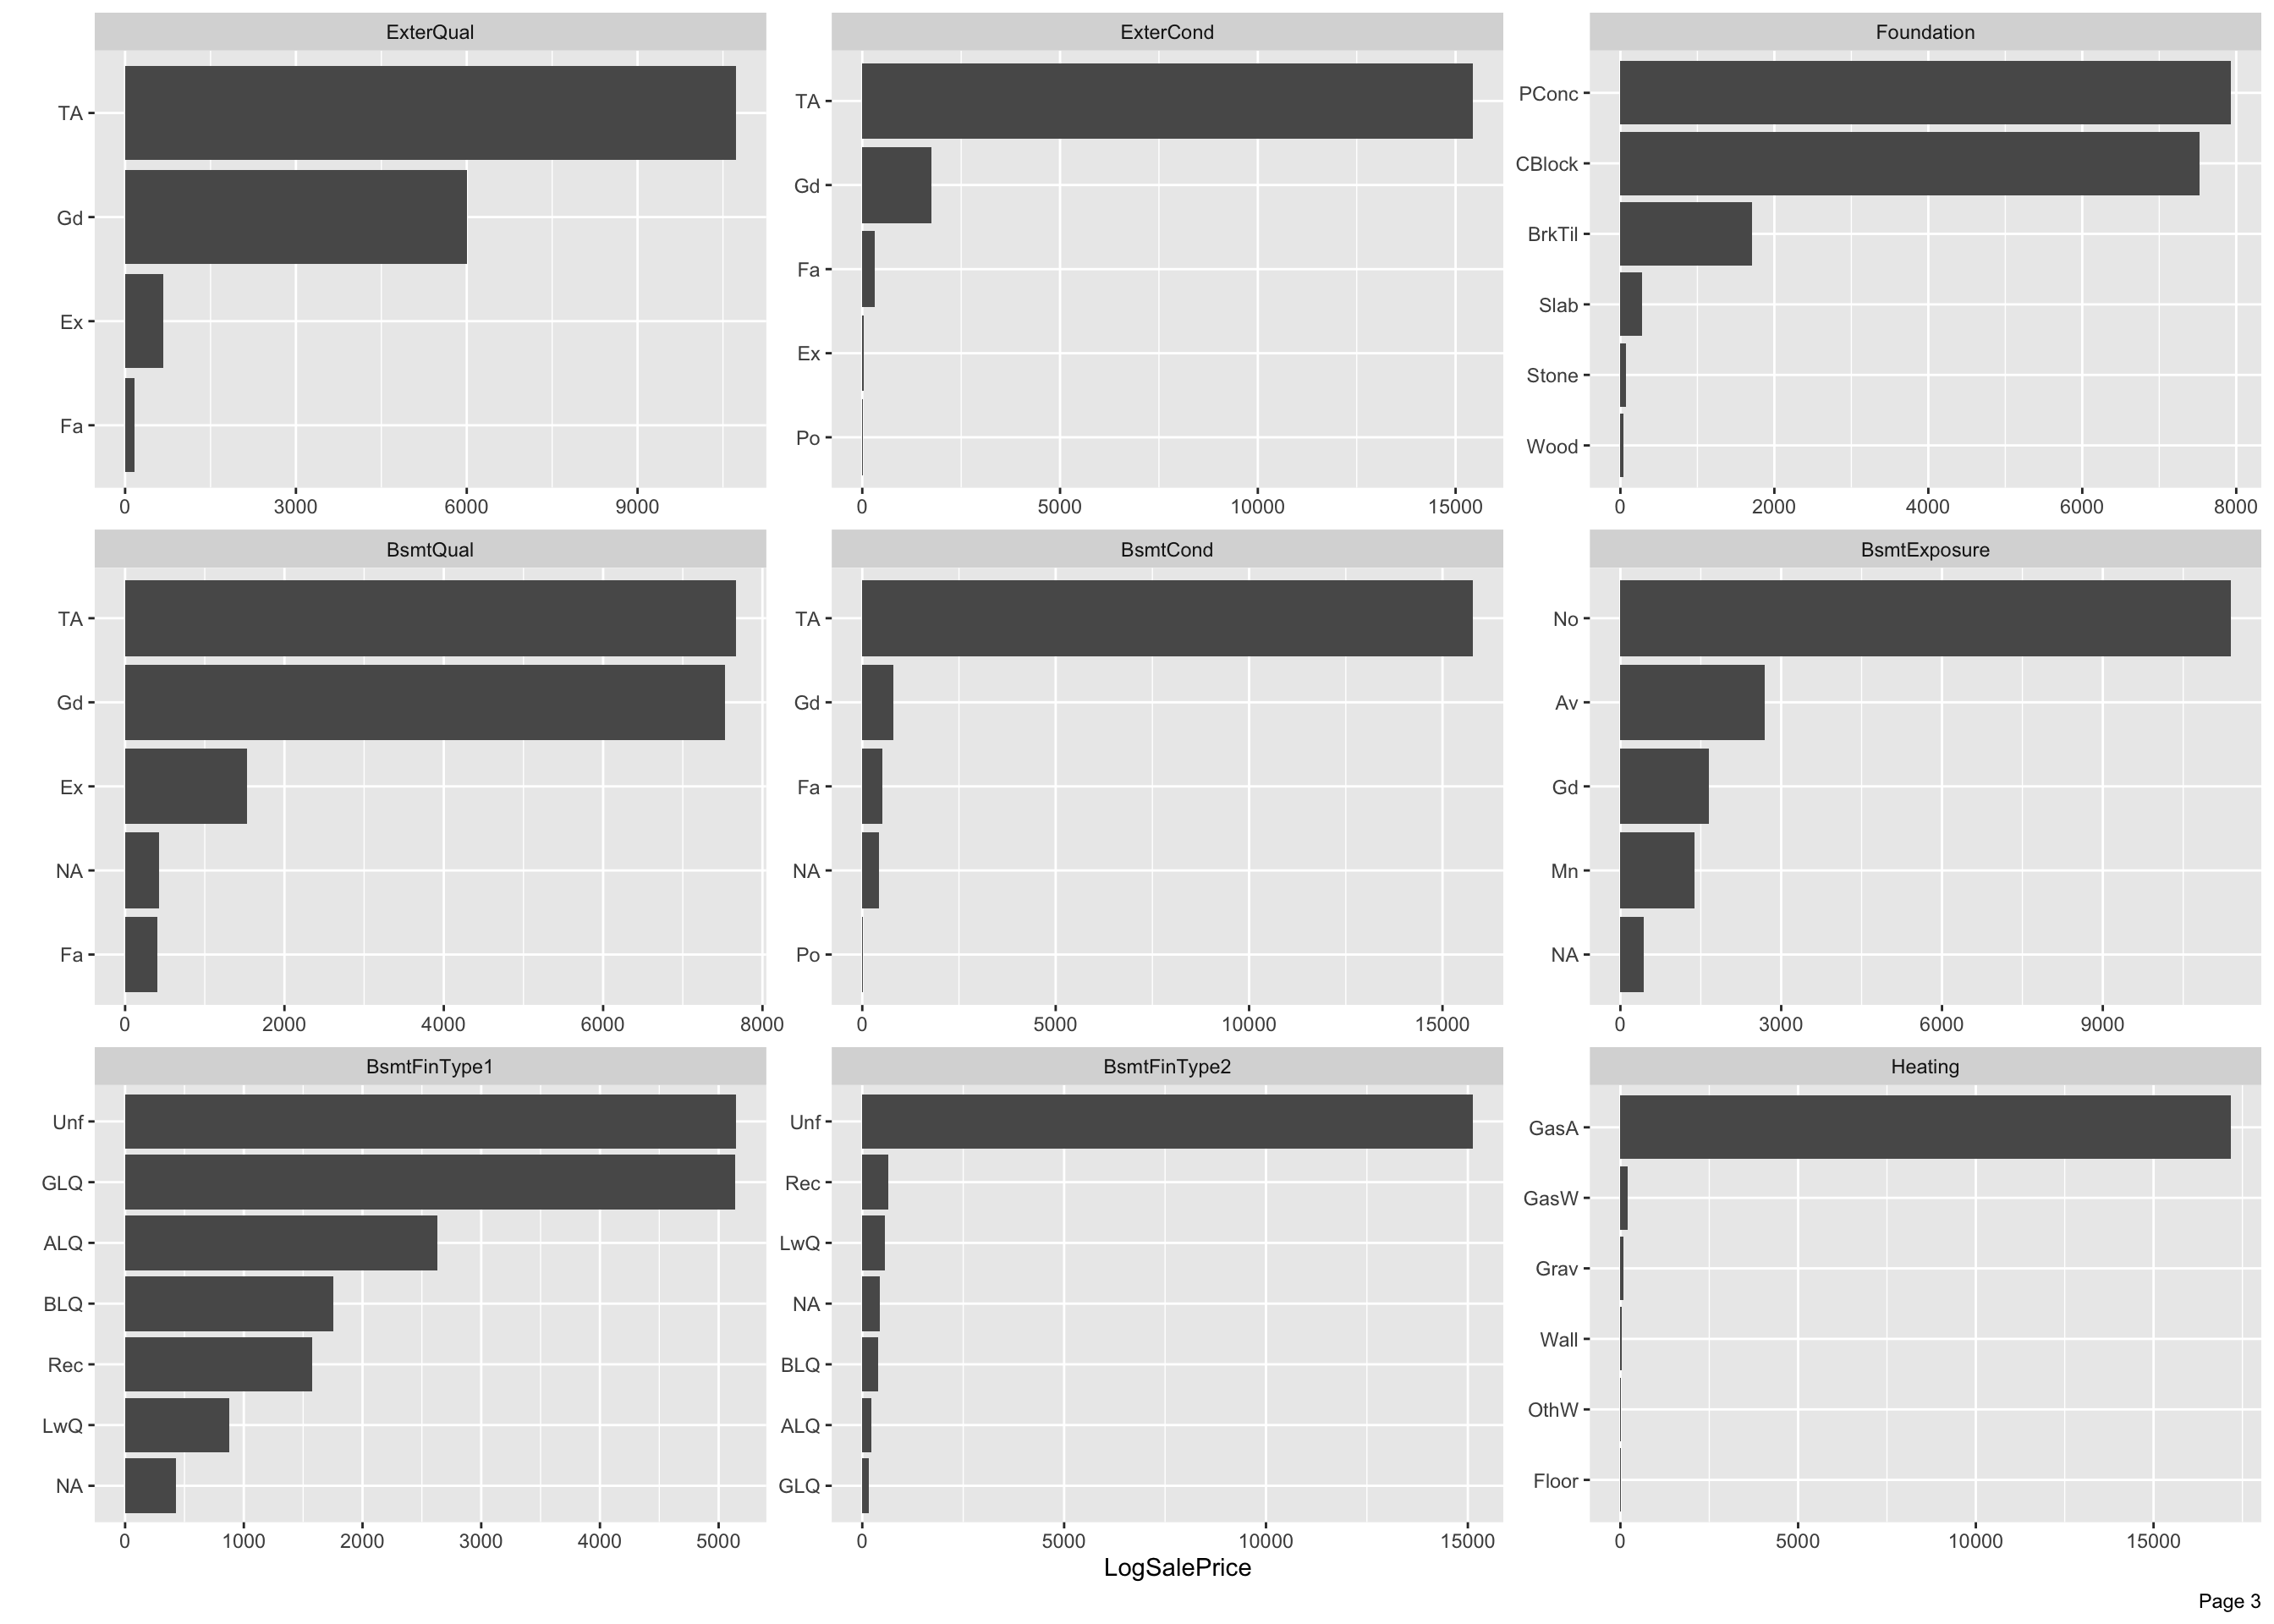 ExterQual
TA
Gd
Ex
Fa
0 3000 6000 9000
ExterCond
TA
Gd
Fa
Ex
Po
0 5000 10000 15000
Foundation
PConc
CBlock
BrkTil
Slab
Stone
Wood
0 2000 4000 6000 8000
BsmtQual
TA
Gd
Ex
NA
Fa
0 2000 4000 6000 8000
BsmtCond
TA
Gd
Fa
NA
Po
0 5000 10000 15000
BsmtExposure
No
Av
Gd
Mn
NA
0 3000 6000 9000
BsmtFinType1
Unf
GLQ
ALQ
BLQ
Rec
LwQ
NA
0 1000 2000 3000 4000 5000
BsmtFinType2
Unf
Rec
LwQ
NA
BLQ
ALQ
GLQ
0 5000 10000 15000
Heating
GasA
GasW
Grav
Wall
OthW
Floor
0 5000 10000 15000
LogSalePrice
Page 3